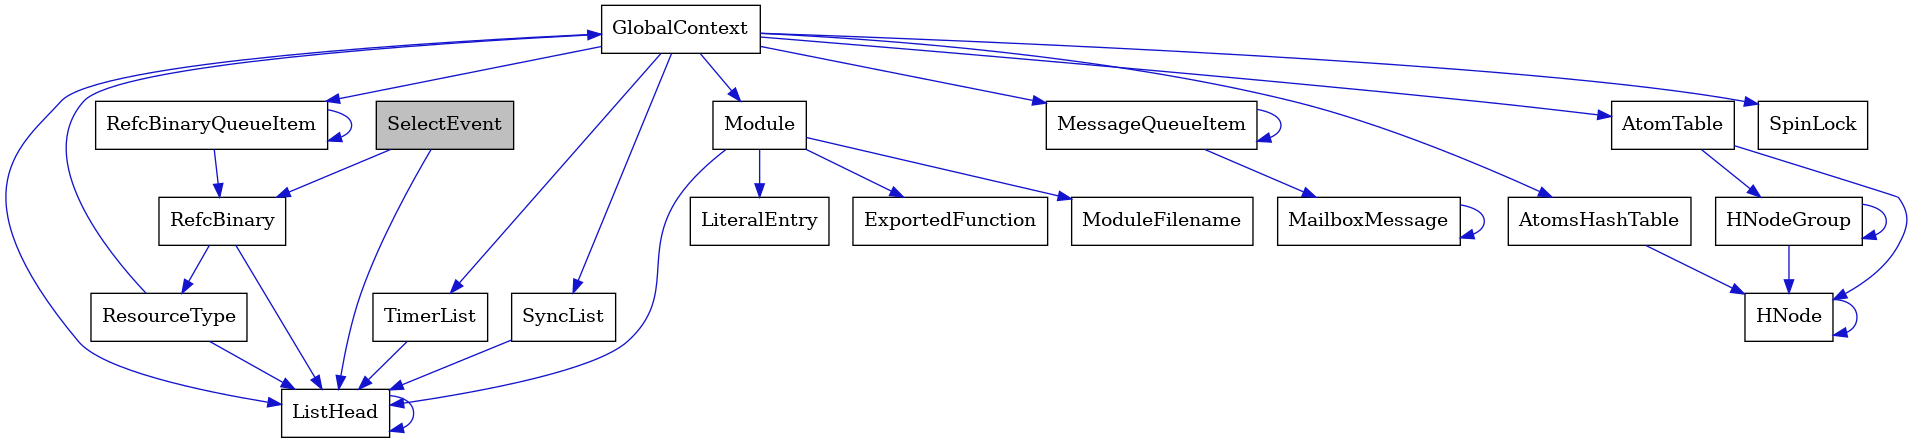 GlobalContext
RefcBinaryQueueItem
SelectEvent
Module
MessageQueueItem
AtomTable
SpinLock
RefcBinary
LiteralEntry
ExportedFunction
ModuleFilename
MailboxMessage
AtomsHashTable
HNodeGroup
ResourceType
TimerList
SyncList
HNode
ListHead